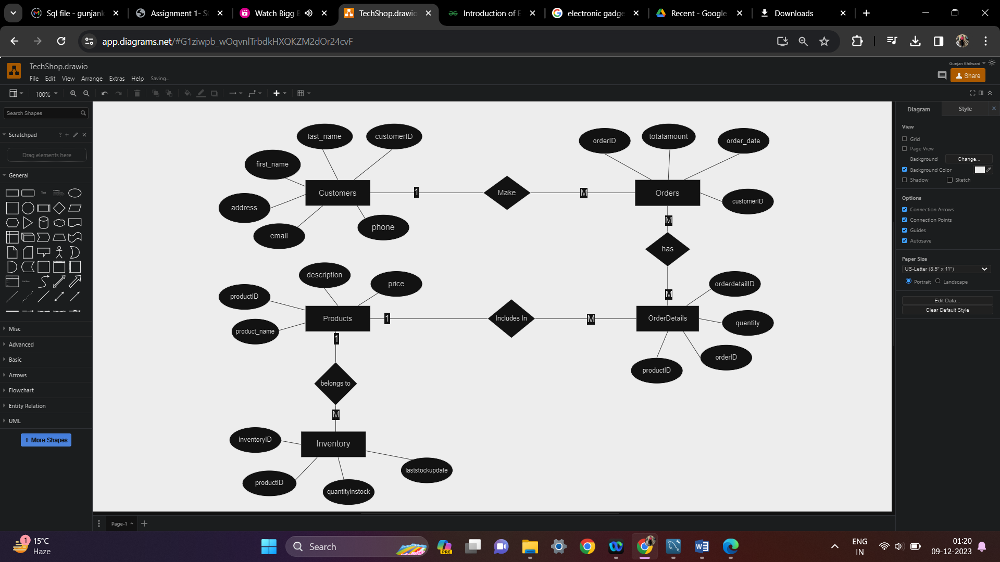 Sql file - gunjank
Assignment 1- S
Watch Bigg B
TechShop.drawio
Introduction of E
electronic gadge
Recent - Google
Downloads
app.diagrams.net/#G1ziwpb_wOqvnlTrbdkHXQKZM2dOr24cvF
TechShop.drawio
Gunjan Khilwani
File Edit View Arrange Extras Help Saving...
Share
100%
Search Shapes
Diagram Style
Scratchpad ?
Drag elements here
General
Text
Misc
Advanced
Basic
Arrows
Flowchart
Entity Relation
UML
+ More Shapes
last_name
customerID
first_name
address
email
phone
Customers
1
Make
M
orderID
totalamount
order_date
Orders
customerID
M
has
M
description
price
productID
product_name
Products
1
Includes In
M
OrderDetails
orderdetailID
quantity
orderID
productID
1
belongs to
M
Inventory
inventoryID
productID
quantityinstock
laststockupdate
View
Grid
Page View
Background Change...
Background Color
Shadow Sketch
Options
Connection Arrows
Connection Points
Guides
Autosave
Paper Size
US-Letter (8,5" x 11")
Portrait Landscape
Edit Data...
Clear Default Style
Page-1
1
15°C
Haze
Search
PRE
ENG
IN
01:20
09-12-2023